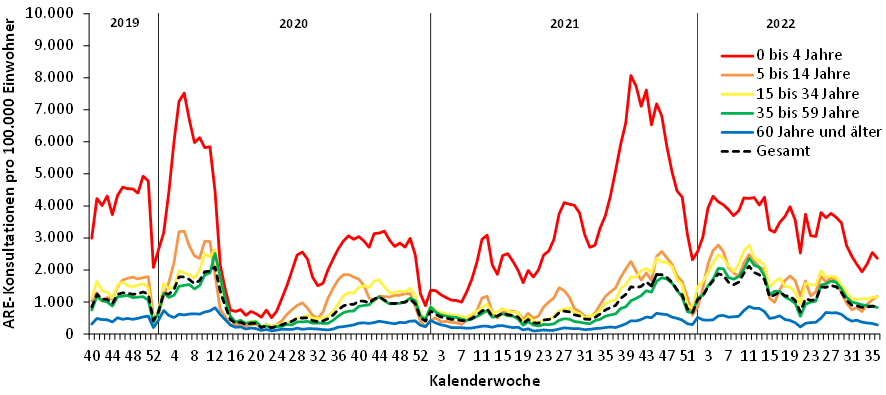 2019 2020 2021 2022
ARE-Konsultationen pro 100.000 Einwohner
10.000
9.000
8.000
7.000
6.000
5.000
4.000
3.000
2.000
1.000
0
0 bis 4 Jahre
5 bis 14 Jahre
15 bis 34 Jahre
35 bis 59 Jahre
60 Jahre und älter
Gesamt
40 44 48 52 4 8 12 16 20 24 28 32 36 40 44 48 52 3 7 11 15 19 23 27 31 35 39 43 47 51 3 7 11 15 19 23 27 31 35
Kalenderwoche